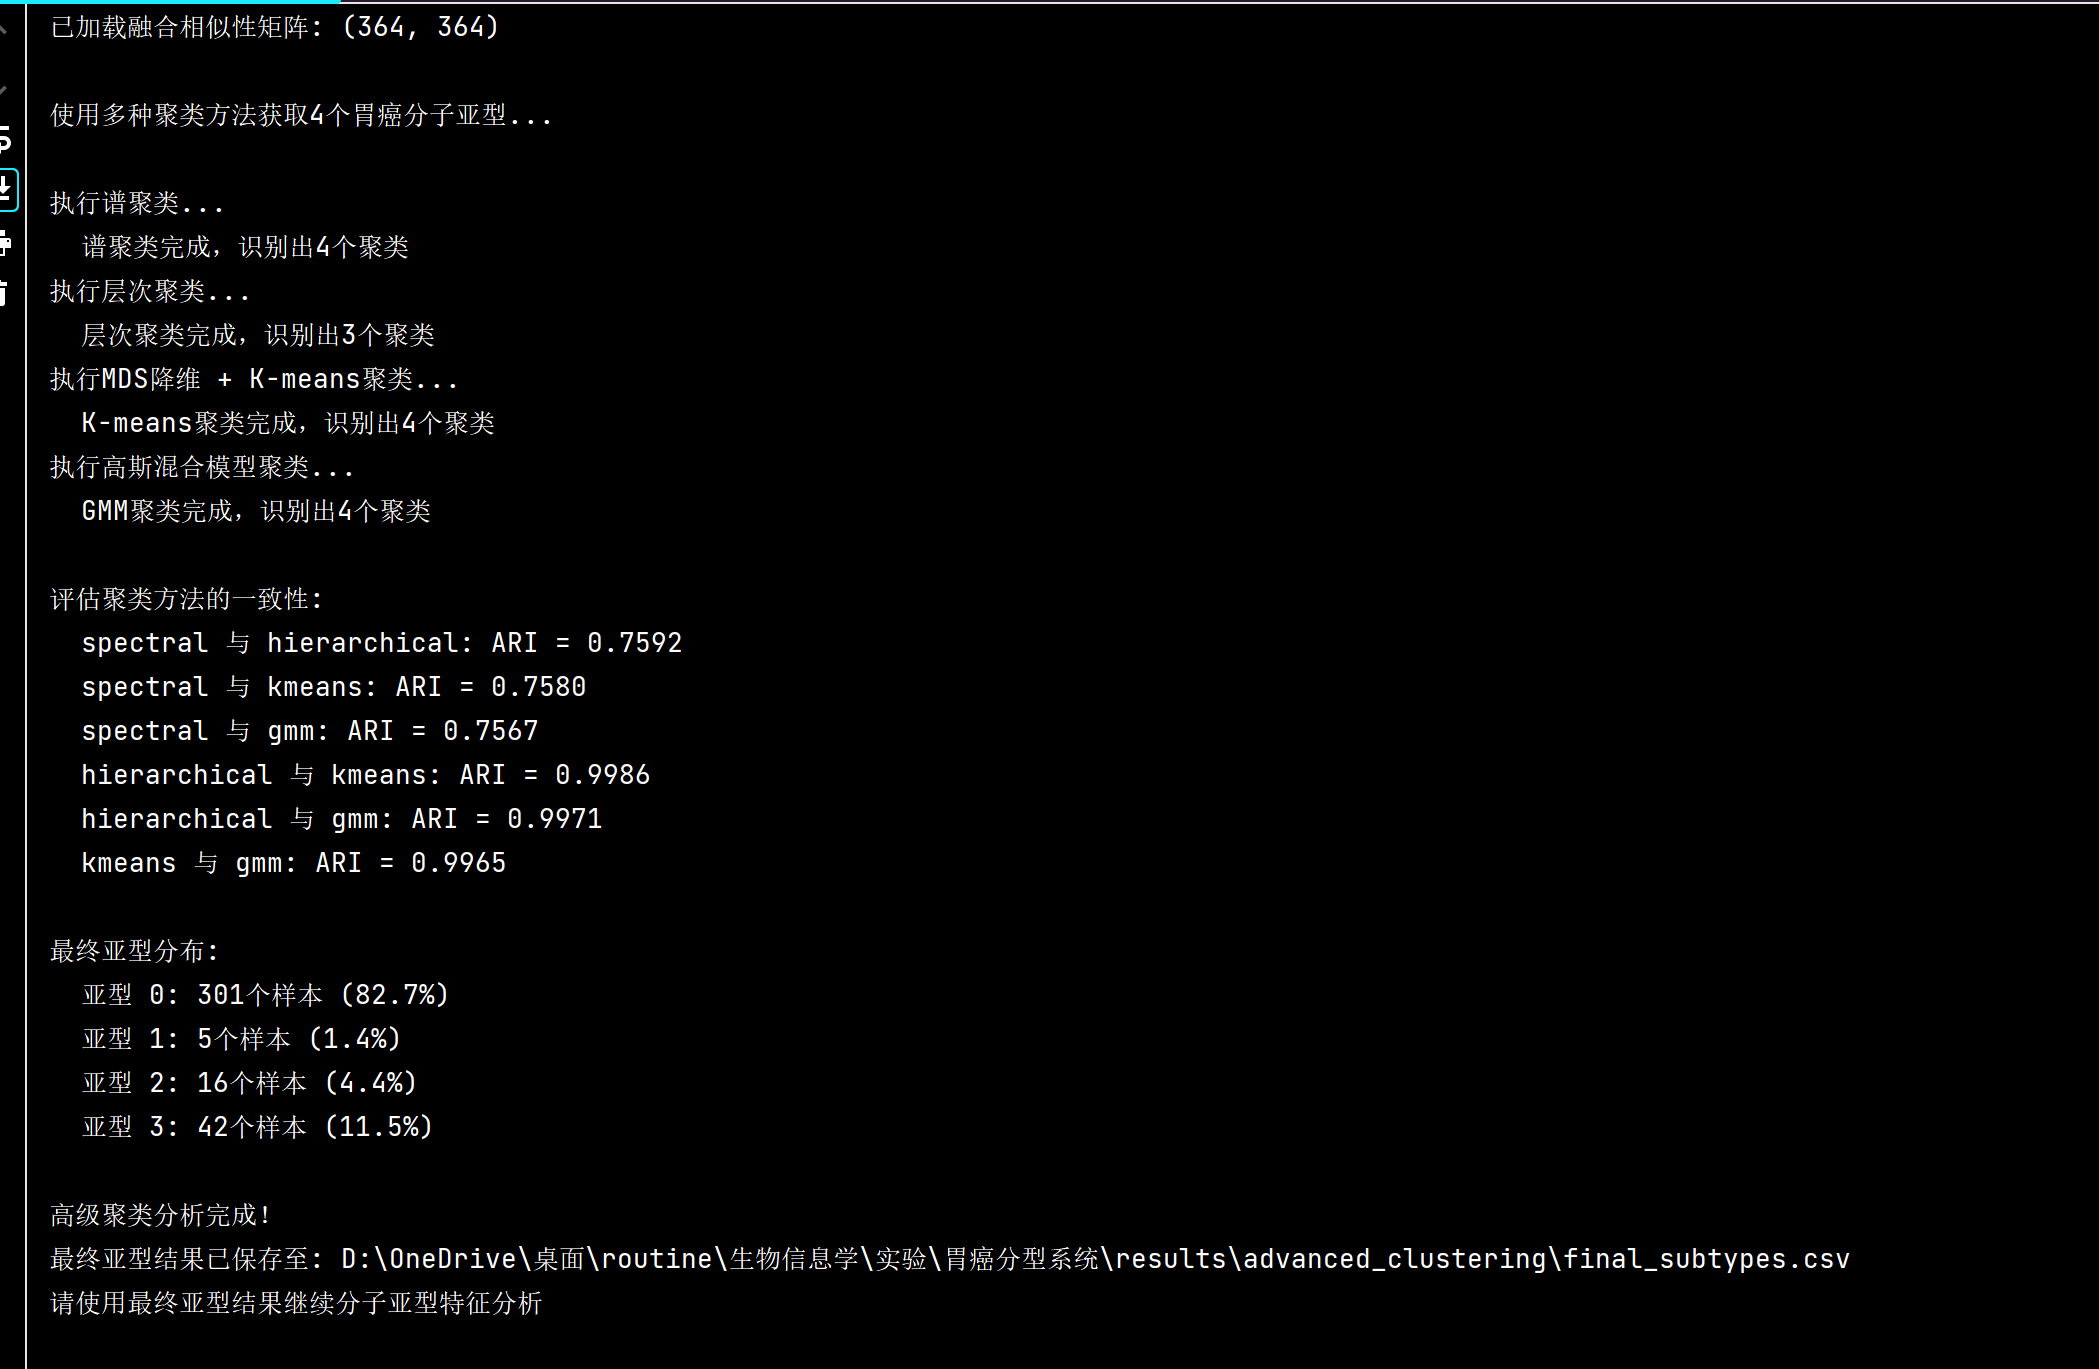 已加载融合相似性矩阵: (364, 364)
使用多种聚类方法获取4个胃癌分子亚型...
执行谱聚类...
谱聚类完成，识别出4个聚类
执行层次聚类...
层次聚类完成，识别出3个聚类
执行MDS降维 + K-means聚类...
K-means聚类完成，识别出4个聚类
执行高斯混合模型聚类...
GMM聚类完成，识别出4个聚类
评估聚类方法的一致性:
spectral 与 hierarchical: ARI = 0.7592
spectral 与 kmeans: ARI = 0.7580
spectral 与 gmm: ARI = 0.7567
hierarchical 与 kmeans: ARI = 0.9986
hierarchical 与 gmm: ARI = 0.9971
kmeans 与 gmm: ARI = 0.9965
最终亚型分布:
亚型 0: 301个样本 (82.7%)
亚型 1: 5个样本 (1.4%)
亚型 2: 16个样本 (4.4%)
亚型 3: 42个样本 (11.5%)
高级聚类分析完成!
最终亚型结果已保存至: D:\OneDrive\桌面\routine\生物信息学\实验\胃癌分型系统\results\advanced_clustering\final_subtypes.csv
请使用最终亚型结果继续分子亚型特征分析